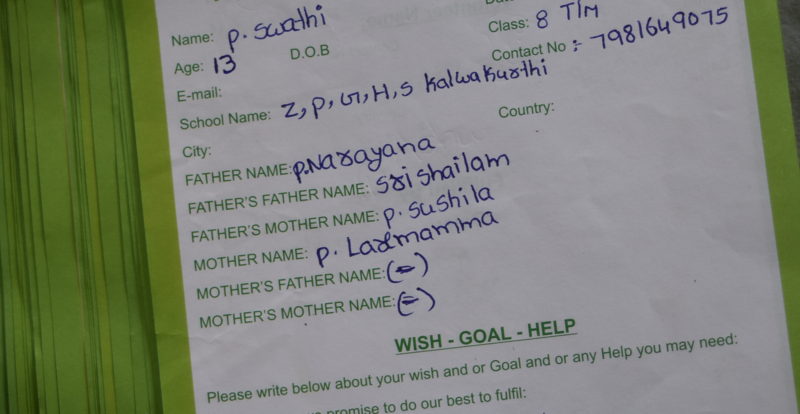 Name: P. Swathi
Class: 8 T/M
Age: 13
D.O.B
Contact No :- 7981649075
E-mail:
School Name: Z, P, G, H, S Kalwakurthi
City:
Country:
FATHER NAME: P. Narayana
FATHER'S FATHER NAME: Srishailam
FATHER'S MOTHER NAME: P. Sushila
MOTHER NAME: P. Laxmamma
MOTHER'S FATHER NAME: (-)
MOTHER'S MOTHER NAME: (-)
WISH - GOAL - HELP
Please write below about your wish and or Goal and or any Help you may need:
promise to do our best to fulfil: